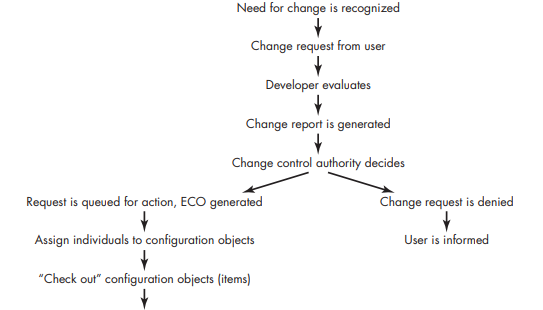 Need for change is recognized
Change request from user
Developer evaluates
Change report is generated
Change control authority decides
Request is queued for action, ECO generated
Change request is denied
Assign individuals to configuration objects
User is informed
“Check out” configuration objects (items)